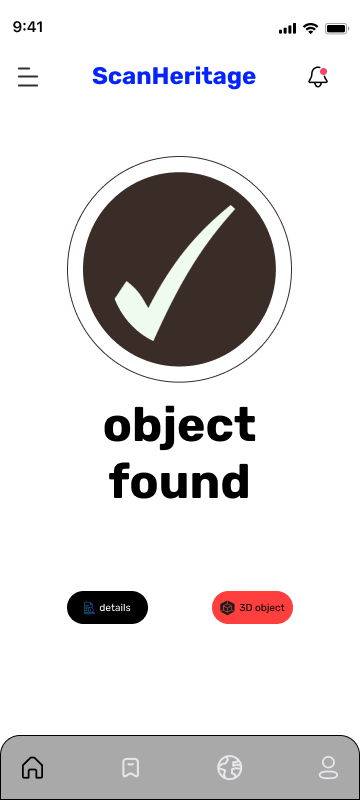 9:41
ScanHeritage
object
found
details
3D object